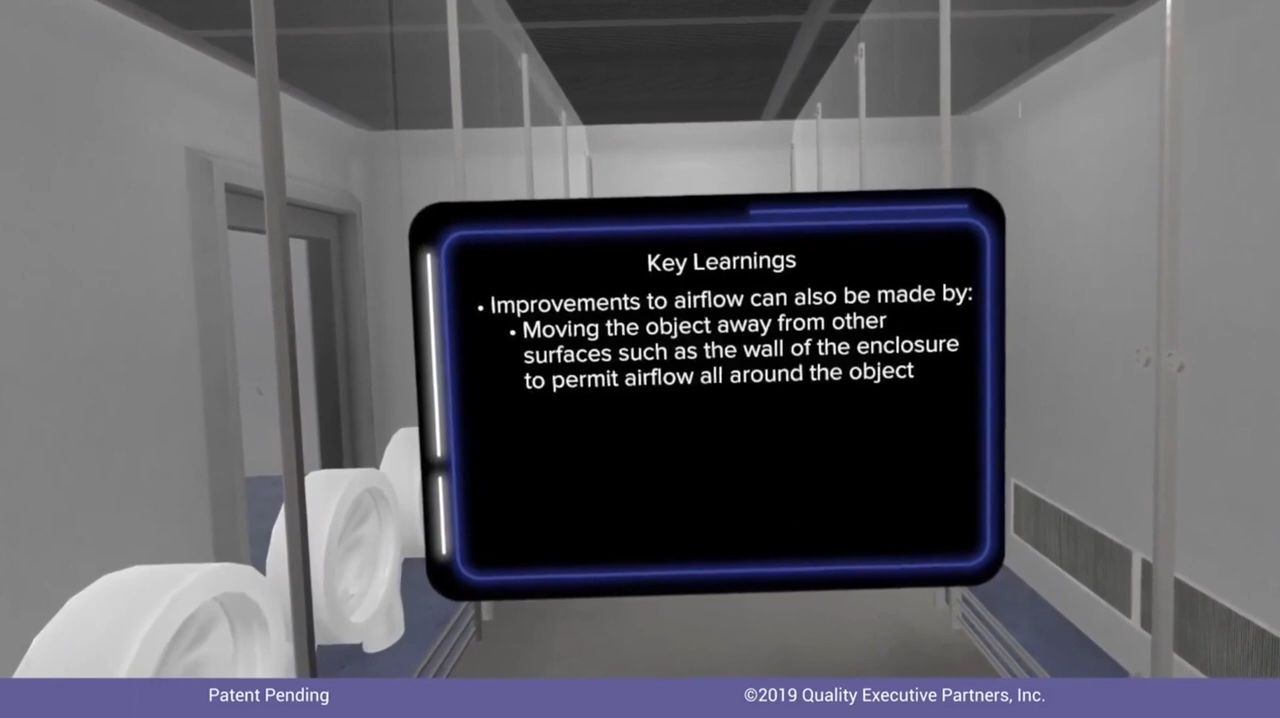 Key Learnings
• Improvements to airflow can also be made by:
• Moving the object away from other
surfaces such as the wall of the enclosure
to permit airflow all around the object
Patent Pending
©2019 Quality Executive Partners, Inc.